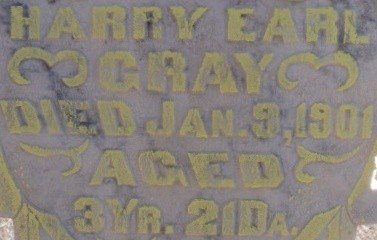 HARRY EARL
GRAY
DIED JAN. 3, 1901
AGED
3 YR. 21 DA.